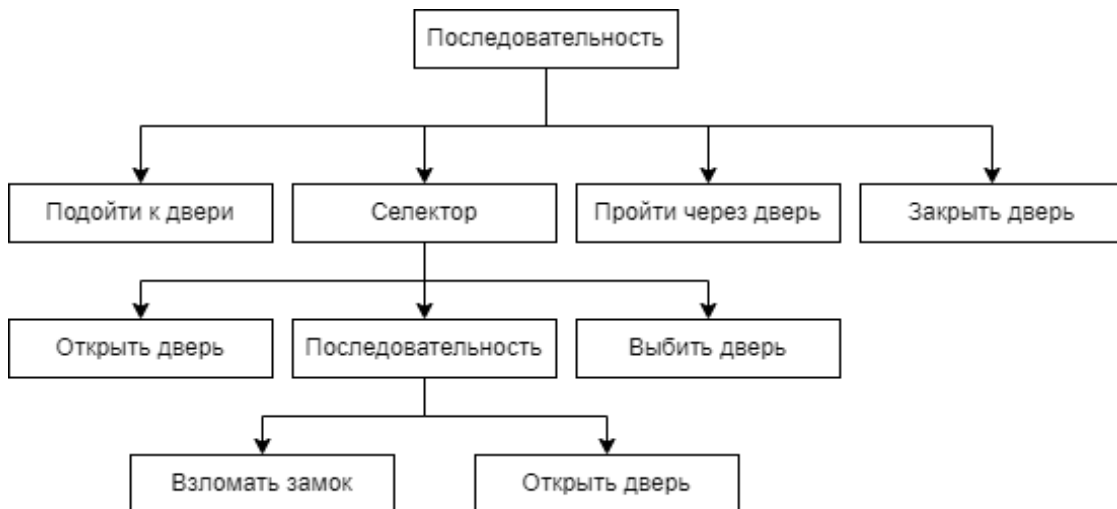 Последовательность
Подойти к двери
Селектор
Пройти через дверь
Закрыть дверь
Открыть дверь
Последовательность
Выбить дверь
Взломать замок
Открыть дверь